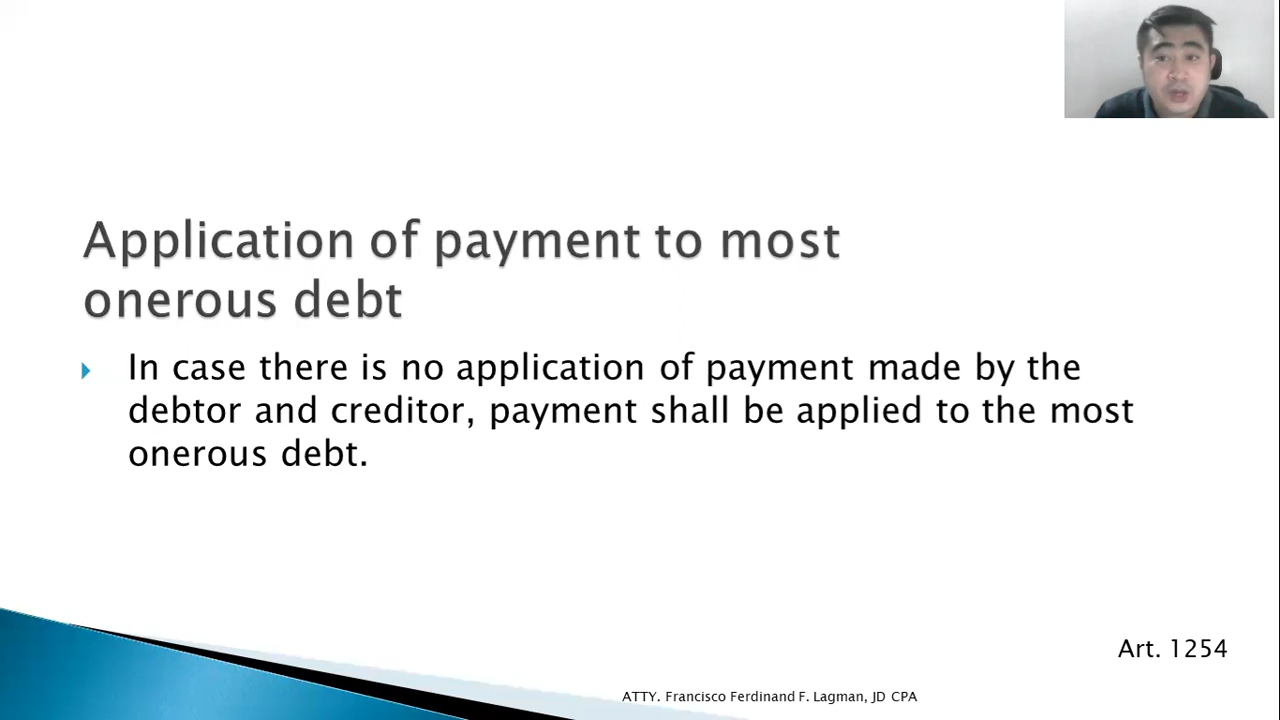 Application of payment to most
onerous debt
In case there is no application of payment made by the
debtor and creditor, payment shall be applied to the most
onerous debt.
Art. 1254
ATTY. Francisco Ferdinand F. Lagman, JD CPA